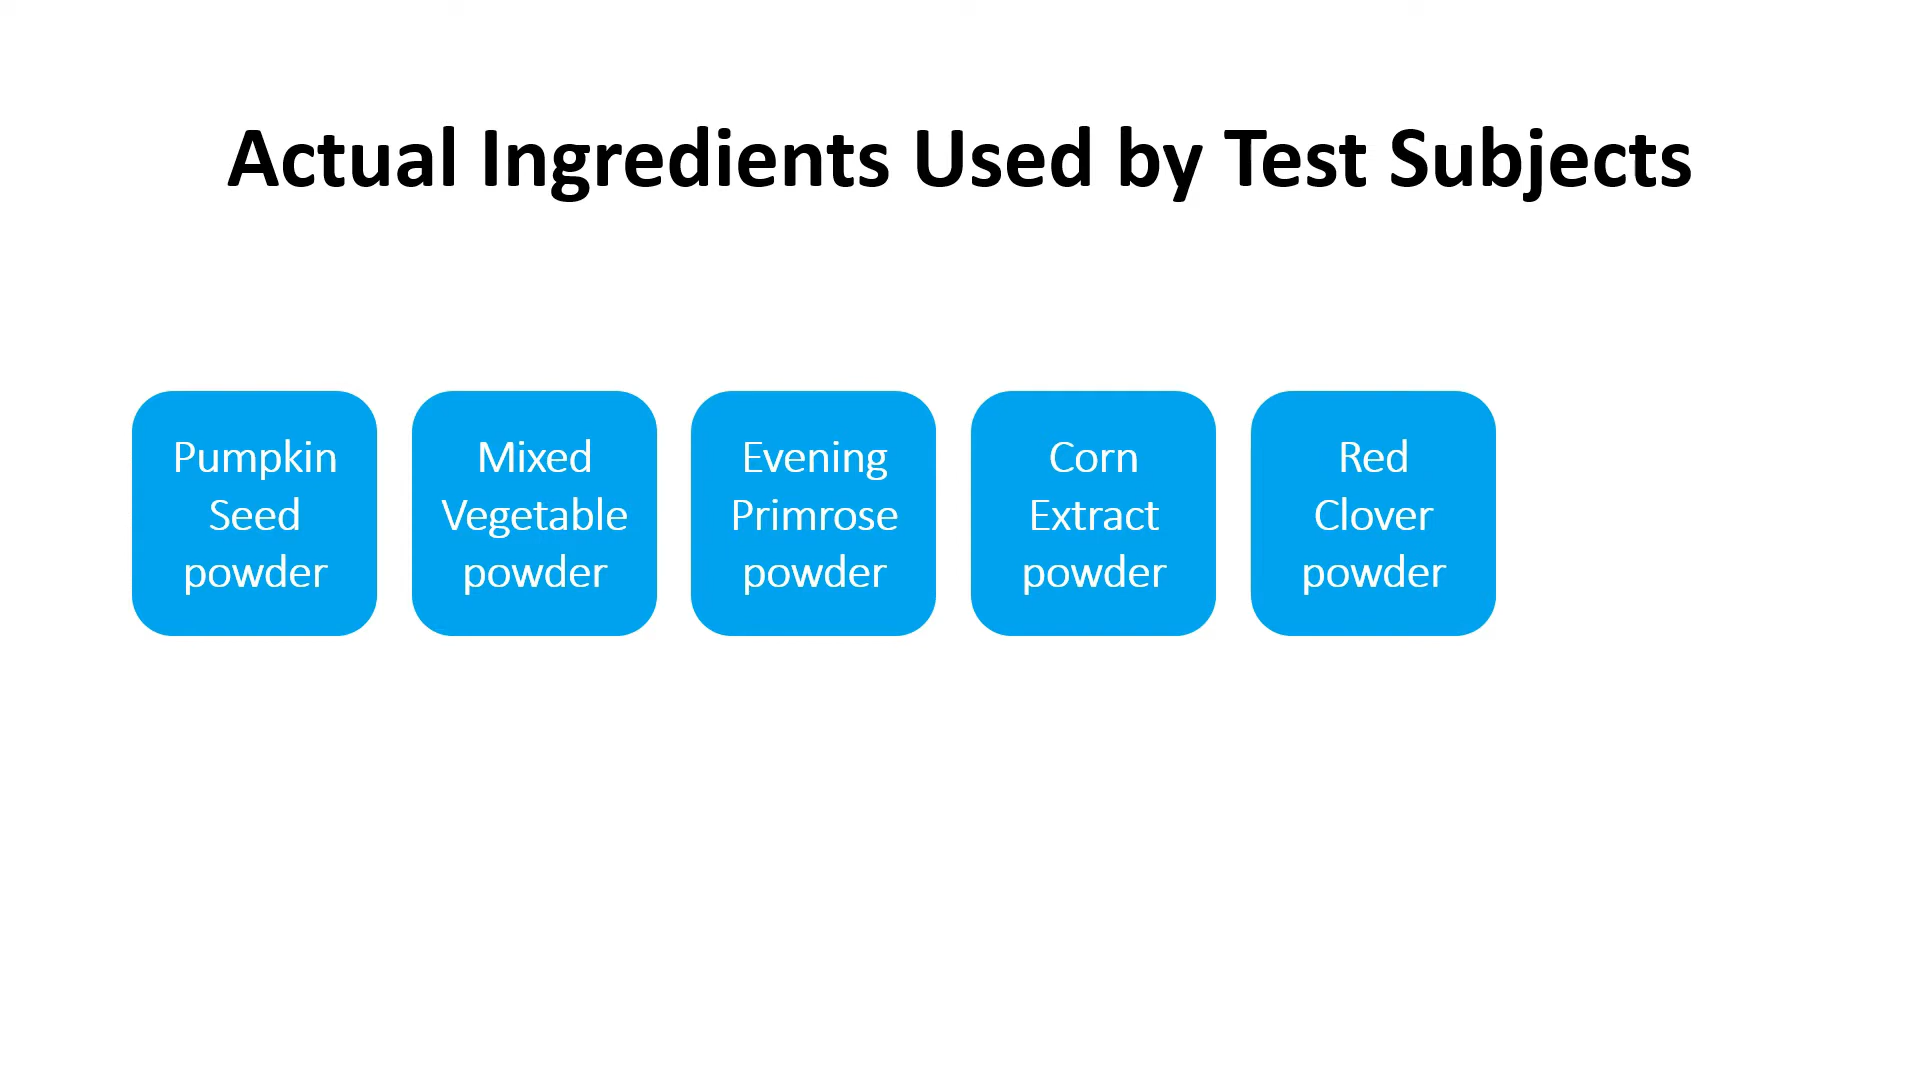 Actual Ingredients Used by Test Subjects
Pumpkin
Seed
powder
Mixed
Vegetable
powder
Evening
Primrose
powder
Corn
Extract
powder
Red
Clover
powder